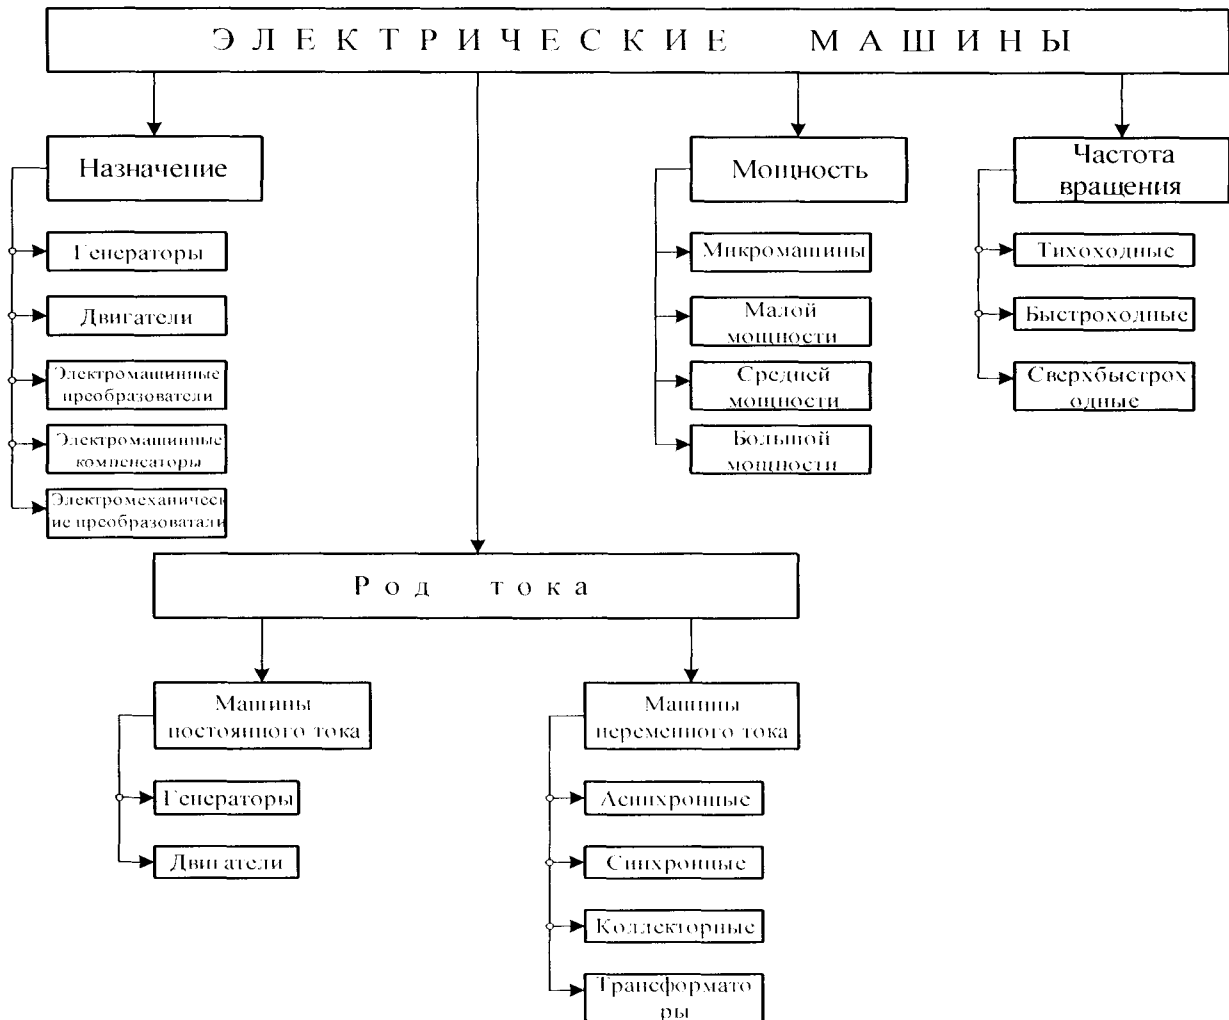 ЭЛЕКТРИЧЕСКИЕ МАШИНЫ
Назначение
Генераторы
Двигатели
Электромашинные
преобразователи
Электромашинные
компенсаторы
Электромеханическ
ие преобразоватали
Мощность
Микромашины
Малой
мощности
Средней
мощности
Большой
мощности
Частота
вращения
Тихоходные
Быстроходные
Сверхбыстрох
одные
Род тока
Машины
постоянного тока
Генераторы
Двигатели
Машины
переменного тока
Асинхронные
Синхронные
Коллекторные
Трансформато
ры